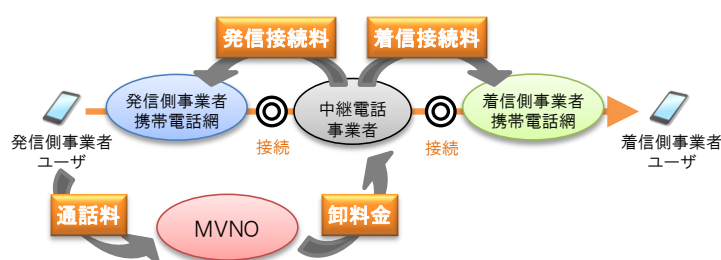 発信接続料
着信接続料
発信側事業者
携帯電話網
中継電話
事業者
着信側事業者
携帯電話網
接続
接続
発信側事業者
ユーザ
着信側事業者
ユーザ
通話料
MVNO
卸料金